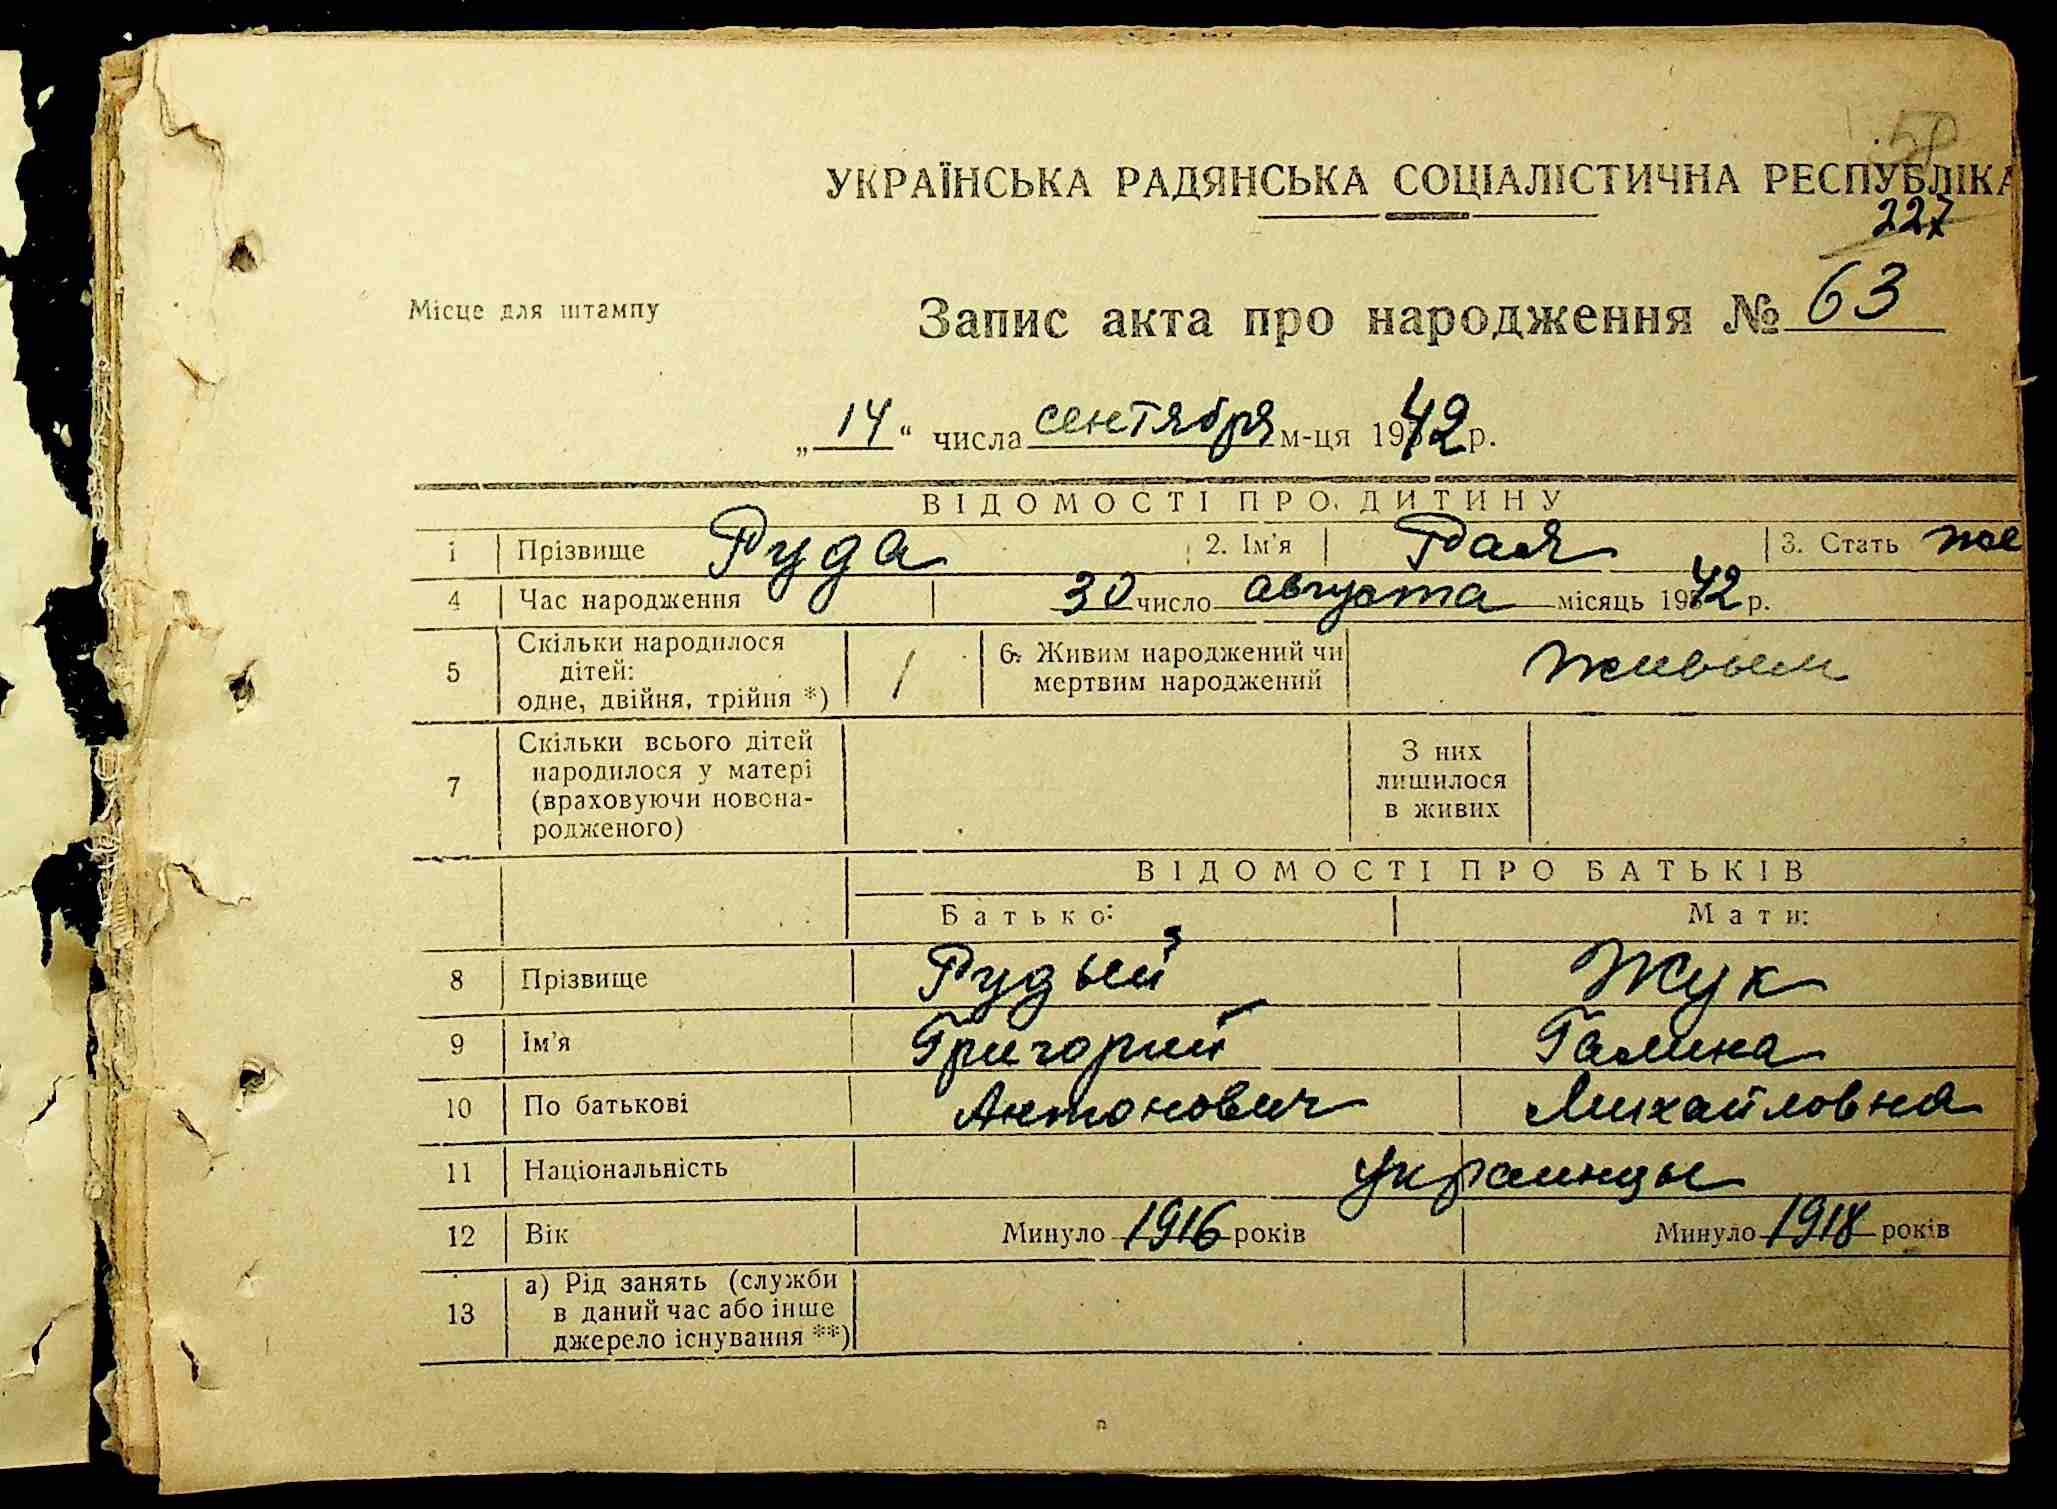 58
УКРАЇНСЬКА РАДЯНСЬКА СОЦІАЛІСТИЧНА РЕСПУБЛІКА
227
Місце для штампу
Запис акта про народження № 63
„14“ числа сентября м-ця 1942 р.
ВІДОМОСТІ ПРО ДИТИНУ
1 Прізвище Руда 2. Ім'я Рая 3. Стать же
4 Час народження 30 число августа місяць 1942 р.
5 Скільки народилося дітей: одне, двійня, трійня *) 1 6. Живим народжений чи мертвим народжений живым
7 Скільки всього дітей народилося у матері (враховуючи новона-родженого) З них лишилося в живих
ВІДОМОСТІ ПРО БАТЬКІВ
Батько: Мати:
8 Прізвище Рудый Жук
9 Ім'я Григорий Галина
10 По батькові Антонович Михайловна
11 Національність украинцы
12 Вік Минуло 1916 років Минуло 1918 років
13 а) Рід занять (служби в даний час або інше джерело існування **)